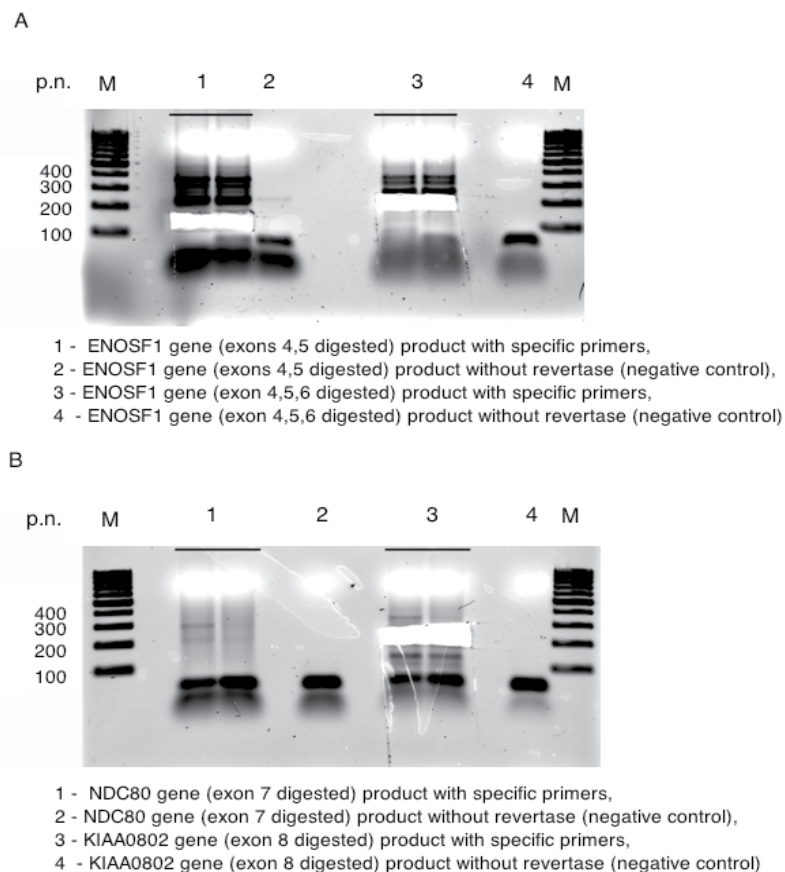 A
p.n. M 1 2 3 4 M
400
300
200
100
1 - ENOSF1 gene (exons 4,5 digested) product with specific primers,
2 - ENOSF1 gene (exons 4,5 digested) product without revertase (negative control),
3 - ENOSF1 gene (exon 4,5,6 digested) product with specific primers,
4 - ENOSF1 gene (exon 4,5,6 digested) product without revertase (negative control)
B
p.n. M 1 2 3 4 M
400
300
200
100
1 - NDC80 gene (exon 7 digested) product with specific primers,
2 - NDC80 gene (exon 7 digested) product without revertase (negative control),
3 - KIAA0802 gene (exon 8 digested) product with specific primers,
4 - KIAA0802 gene (exon 8 digested) product without revertase (negative control)